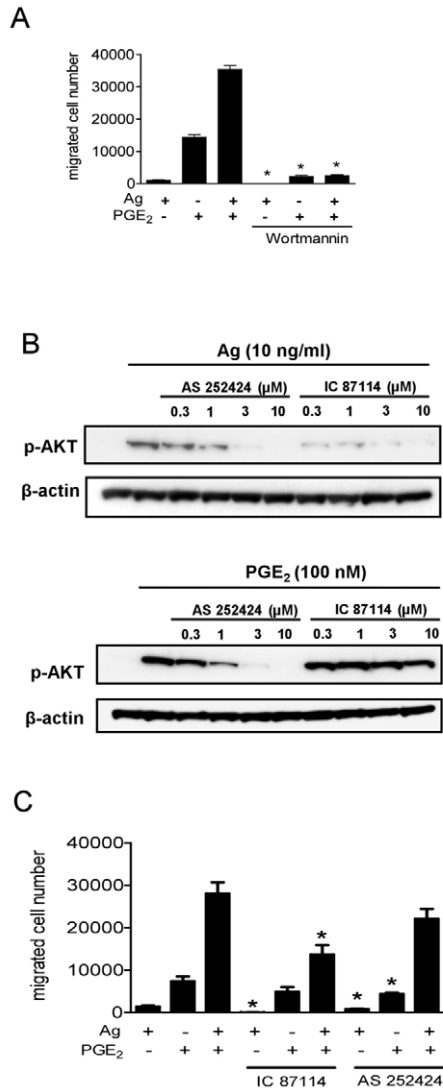 A
migrated cell number
40000
30000
20000
10000
0
Ag + - + + - +
PGE₂ - + + - + +
* * *
Wortmannin
B
Ag (10 ng/ml)
AS 252424 (μM) IC 87114 (μM)
0.3 1 3 10 0.3 1 3 10
p-AKT
β-actin
PGE₂ (100 nM)
AS 252424 (μM) IC 87114 (μM)
0.3 1 3 10 0.3 1 3 10
p-AKT
β-actin
C
migrated cell number
40000
30000
20000
10000
0
* * * *
Ag + - + + - + + - +
PGE₂ - + + - + + - + +
IC 87114 AS 252424